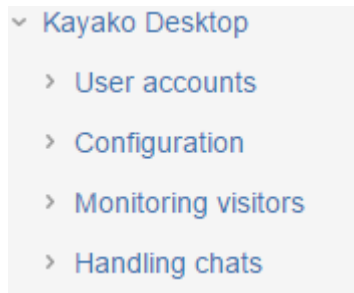 Kayako Desktop
User accounts
Configuration
Monitoring visitors
Handling chats